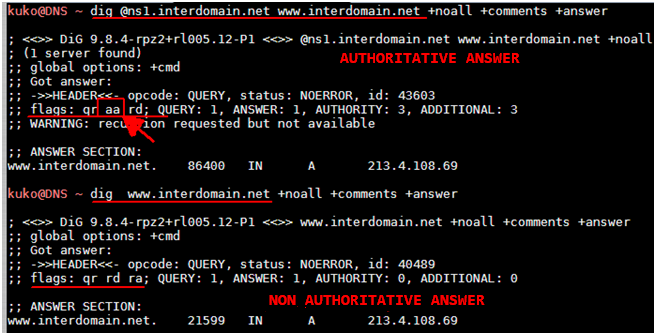 kuko@DNS ~ dig @ns1.interdomain.net www.interdomain.net +noall +comments +answer
; <<>> DiG 9.8.4-rpz2+rl005.12-P1 <<>> @ns1.interdomain.net www.interdomain.net +noall
; (1 server found)
AUTHORITATIVE ANSWER
;; global options: +cmd
;; Got answer:
;; ->>HEADER<<- opcode: QUERY, status: NOERROR, id: 43603
;; flags: qr aa rd; QUERY: 1, ANSWER: 1, AUTHORITY: 3, ADDITIONAL: 3
;; WARNING: recursion requested but not available
;; ANSWER SECTION:
www.interdomain.net. 86400 IN A 213.4.108.69
kuko@DNS ~ dig www.interdomain.net +noall +comments +answer
; <<>> DiG 9.8.4-rpz2+rl005.12-P1 <<>> www.interdomain.net +noall +comments +answer
;; global options: +cmd
;; Got answer:
;; ->>HEADER<<- opcode: QUERY, status: NOERROR, id: 40489
;; flags: qr rd ra; QUERY: 1, ANSWER: 1, AUTHORITY: 0, ADDITIONAL: 0
NON AUTHORITATIVE ANSWER
;; ANSWER SECTION:
www.interdomain.net. 21599 IN A 213.4.108.69